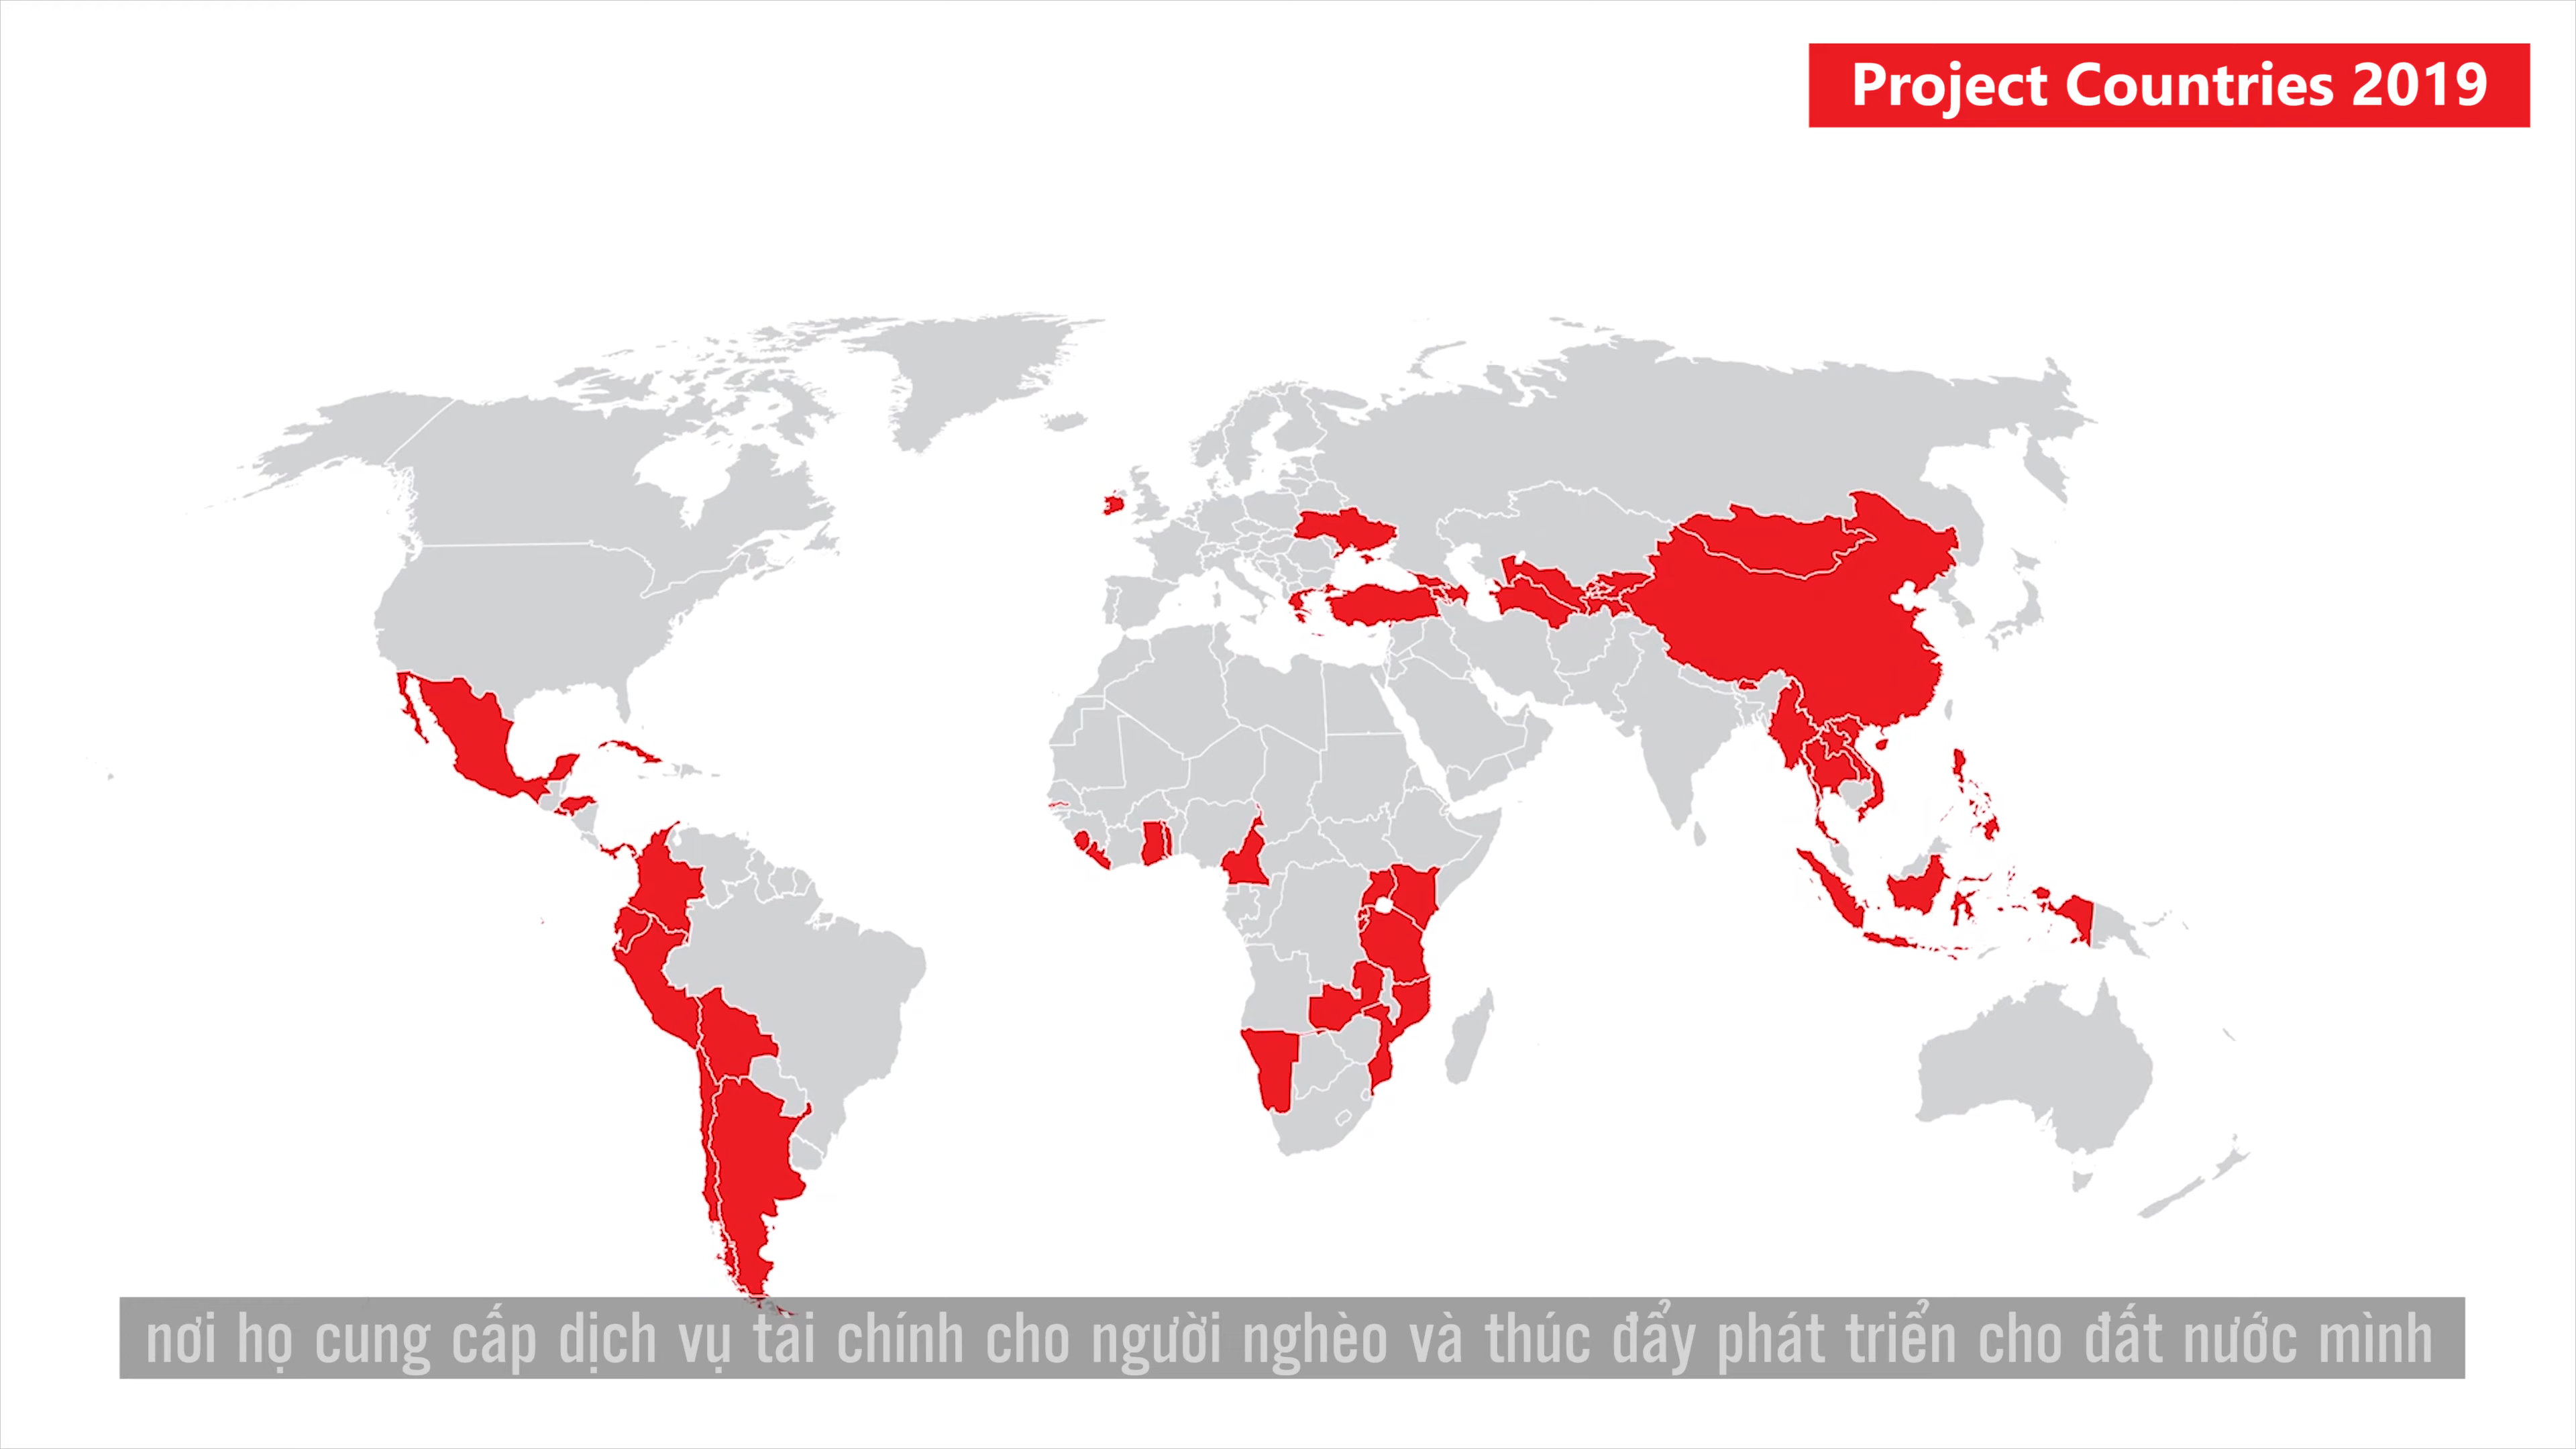 Project Countries 2019
nơi họ cung cấp dịch vụ tài chính cho người nghèo và thúc đẩy phát triển cho đất nước mình